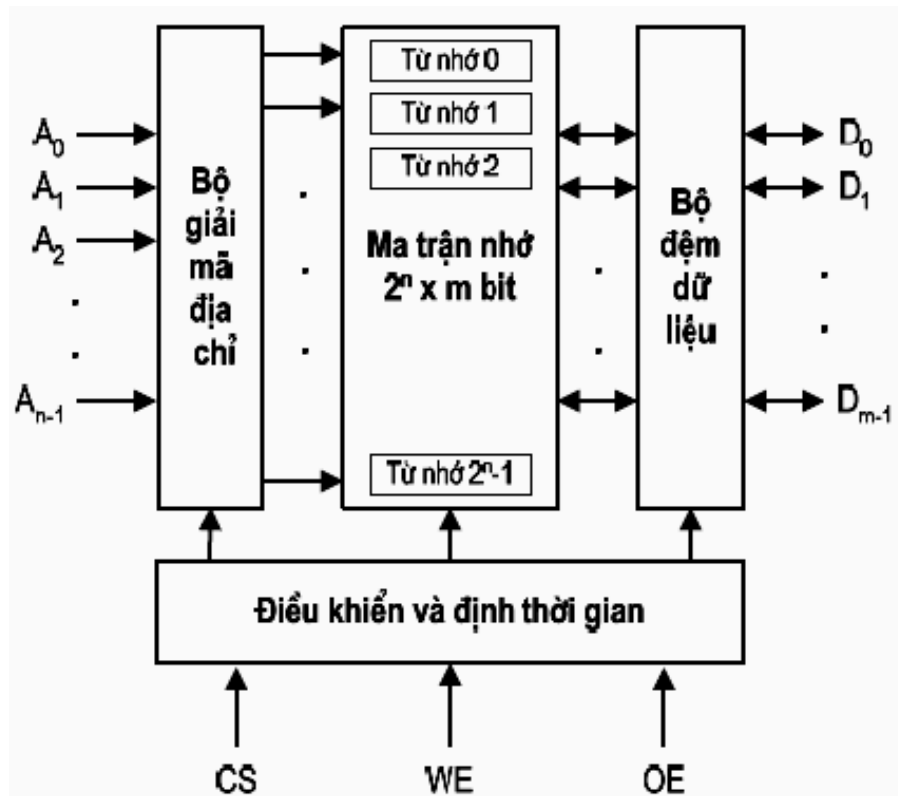 A₀
A₁
A₂
.
.
Aₙ₋₁
Bộ
giải
mã
địa
chỉ
.
.
.
Từ nhớ 0
Từ nhớ 1
Từ nhớ 2
Ma trận nhớ
2ⁿ x m bit
Từ nhớ 2ⁿ-1
.
.
Bộ
đệm
dữ
liệu
D₀
D₁
.
.
Dₘ₋₁
Điều khiển và định thời gian
CS
WE
OE